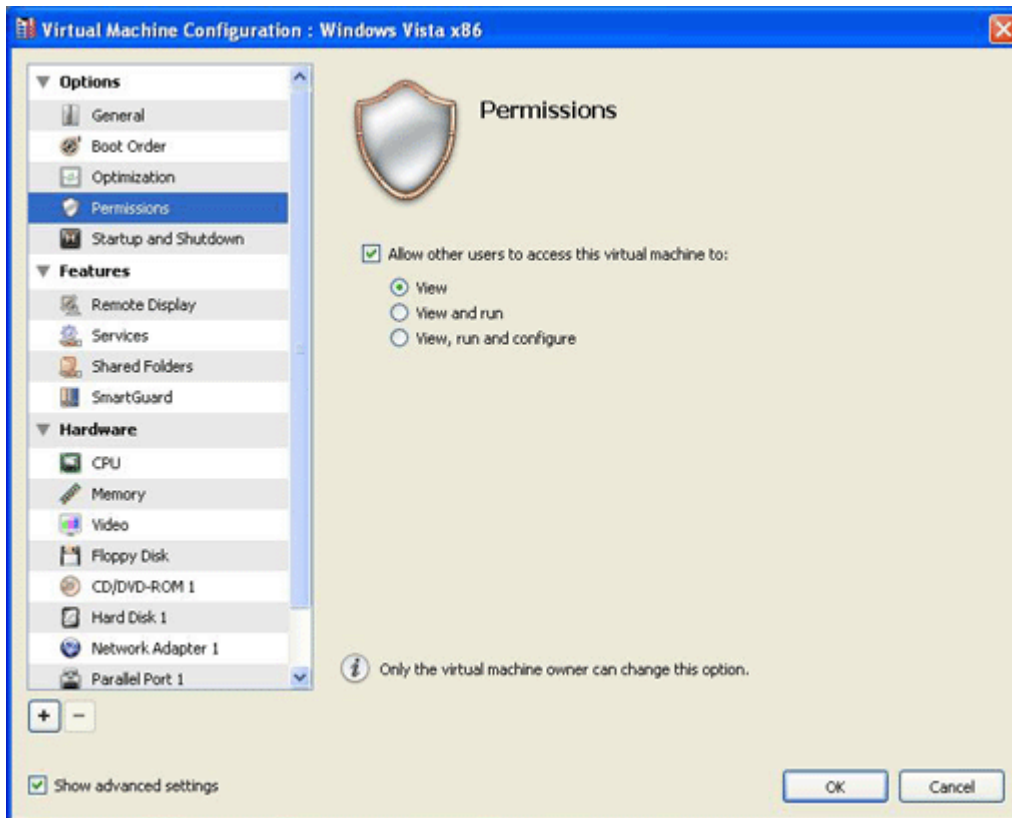 Virtual Machine Configuration : Windows Vista x86
Options
General
Boot Order
Optimization
Permissions
Startup and Shutdown
Features
Remote Display
Services
Shared Folders
SmartGuard
Hardware
CPU
Memory
Video
Floppy Disk
CD/DVD-ROM 1
Hard Disk 1
Network Adapter 1
Parallel Port 1
Permissions
Allow other users to access this virtual machine to:
View
View and run
View, run and configure
Only the virtual machine owner can change this option.
Show advanced settings
OK
Cancel